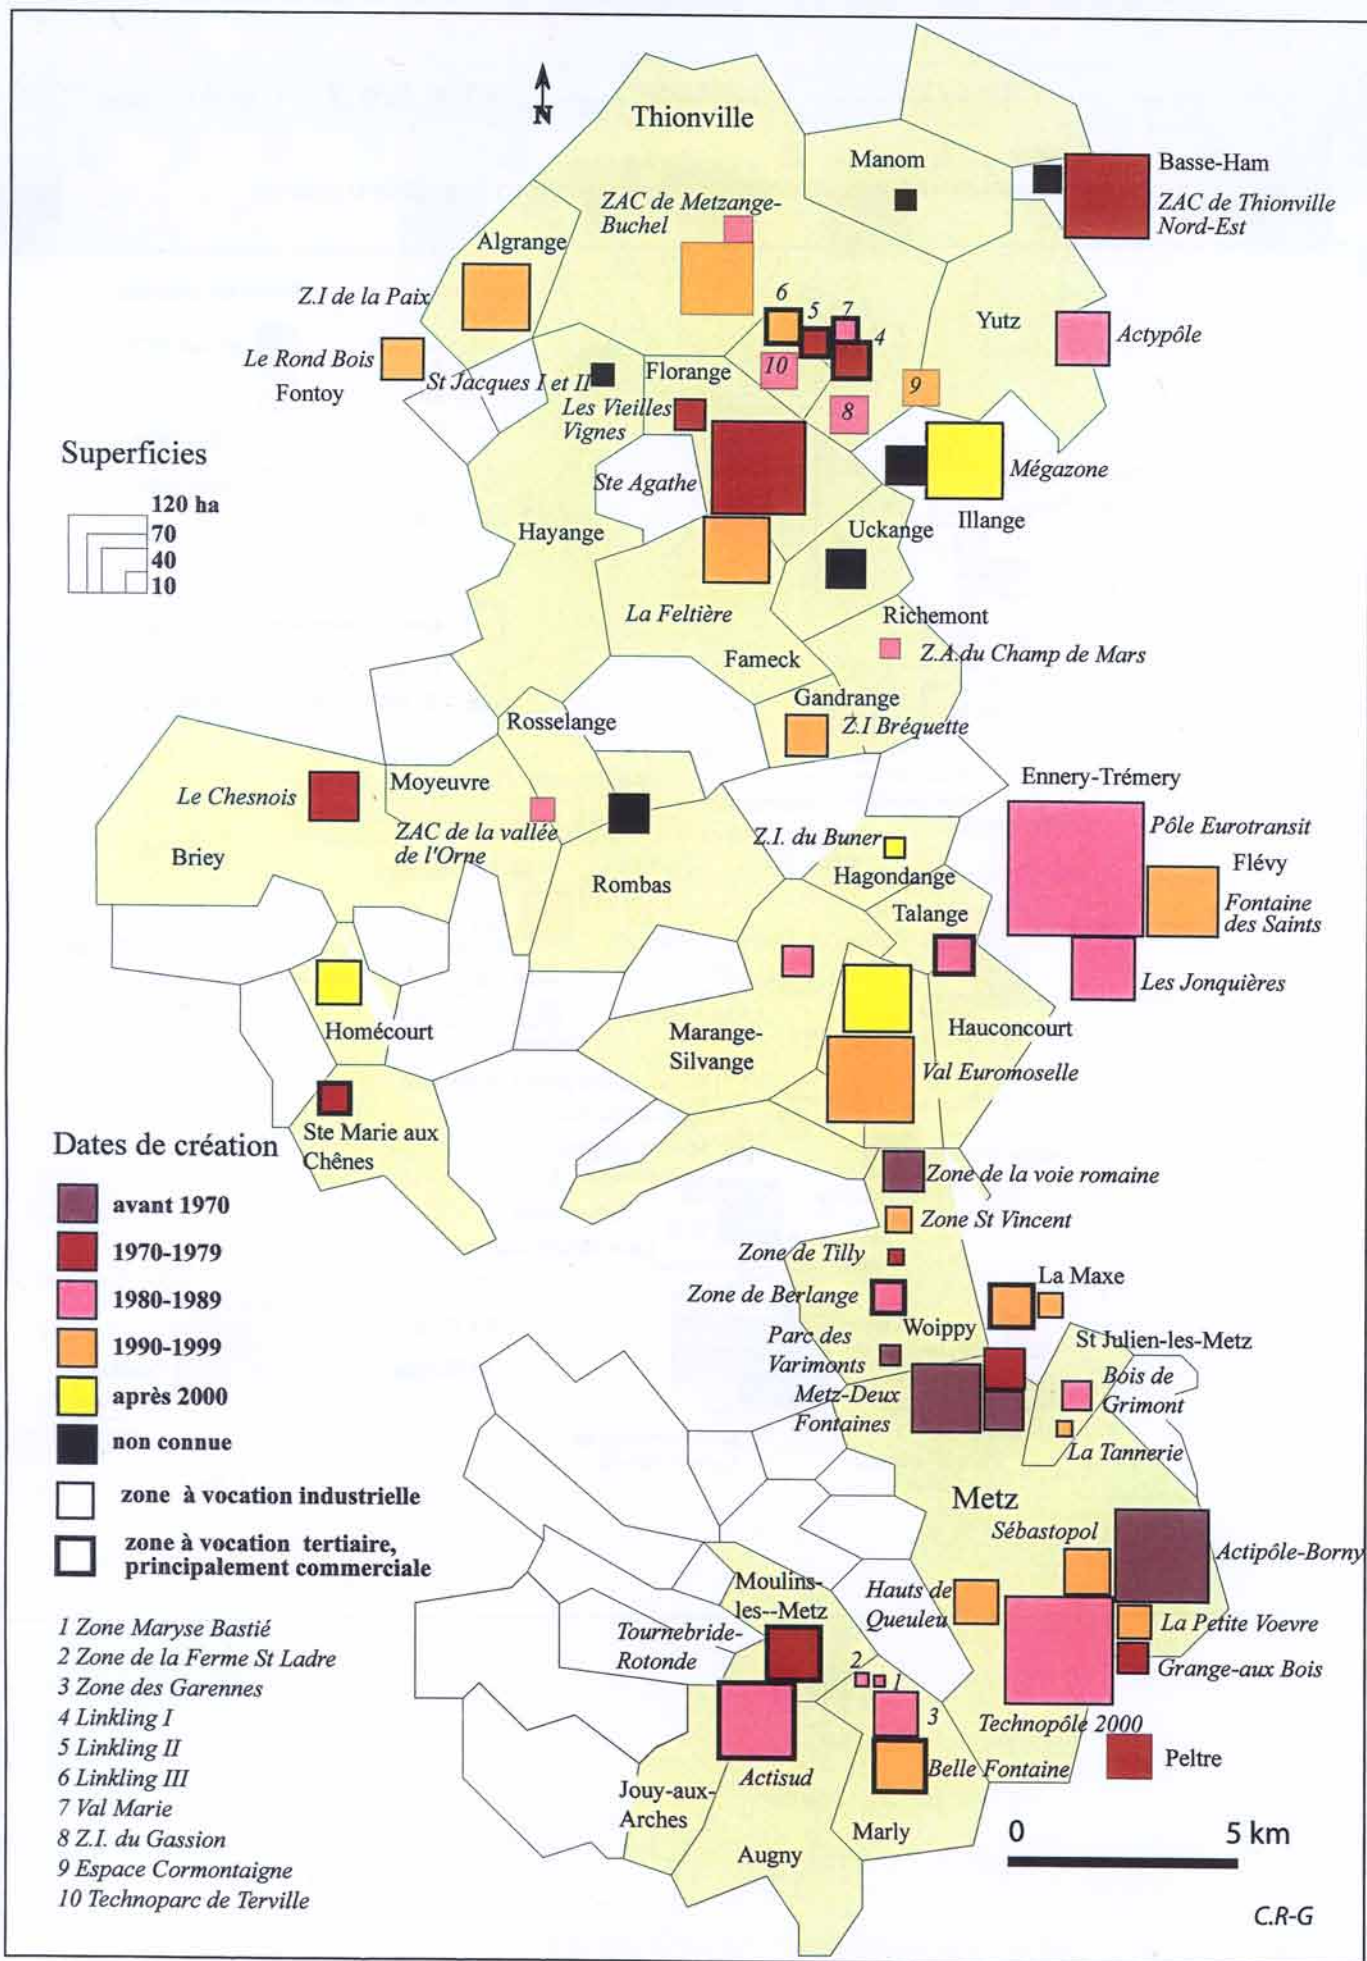 N
Thionville
Manom
Basse-Ham
ZAC de Thionville
Nord-Est
ZAC de Metzange-
Buchel
Algrange
Z.I de la Paix
6
5
7
4
Yutz
Actypôle
Le Rond Bois
Fontoy
St Jacques I et II
Florange
10
9
8
Les Vieilles
Vignes
Superficies
120 ha
70
40
10
Ste Agathe
Mégazone
Illange
Hayange
Uckange
La Feltière
Richemont
Z.A.du Champ de Mars
Fameck
Gandrange
Z.I Bréquette
Rosselange
Ennery-Trémery
Moyeuvre
Le Chesnois
Pôle Eurotransit
ZAC de la vallée
de l'Orne
Z.I. du Buner
Briey
Hagondange
Flévy
Rombas
Talange
Fontaine
des Saints
Les Jonquières
Homécourt
Marange-
Silvange
Hauconcourt
Val Euromoselle
Ste Marie aux
Chênes
Dates de création
avant 1970
1970-1979
1980-1989
1990-1999
après 2000
non connue
zone à vocation industrielle
zone à vocation tertiaire,
principalement commerciale
Zone de la voie romaine
Zone St Vincent
Zone de Tilly
La Maxe
Zone de Berlange
Woippy
Parc des
Varimonts
St Julien-les-Metz
Metz-Deux
Fontaines
Bois de
Grimont
La Tannerie
Metz
Sébastopol
Actipôle-Borny
Moulins-
les--Metz
Hauts de
Queuleu
La Petite Voevre
Tournebride-
Rotonde
Grange-aux Bois
2
1
3
Technopôle 2000
Peltre
Actisud
Belle Fontaine
Jouy-aux-
Arches
Marly
Augny
1 Zone Maryse Bastié
2 Zone de la Ferme St Ladre
3 Zone des Garennes
4 Linkling I
5 Linkling II
6 Linkling III
7 Val Marie
8 Z.I. du Gassion
9 Espace Cormontaigne
10 Technoparc de Terville
0 5 km
C.R-G